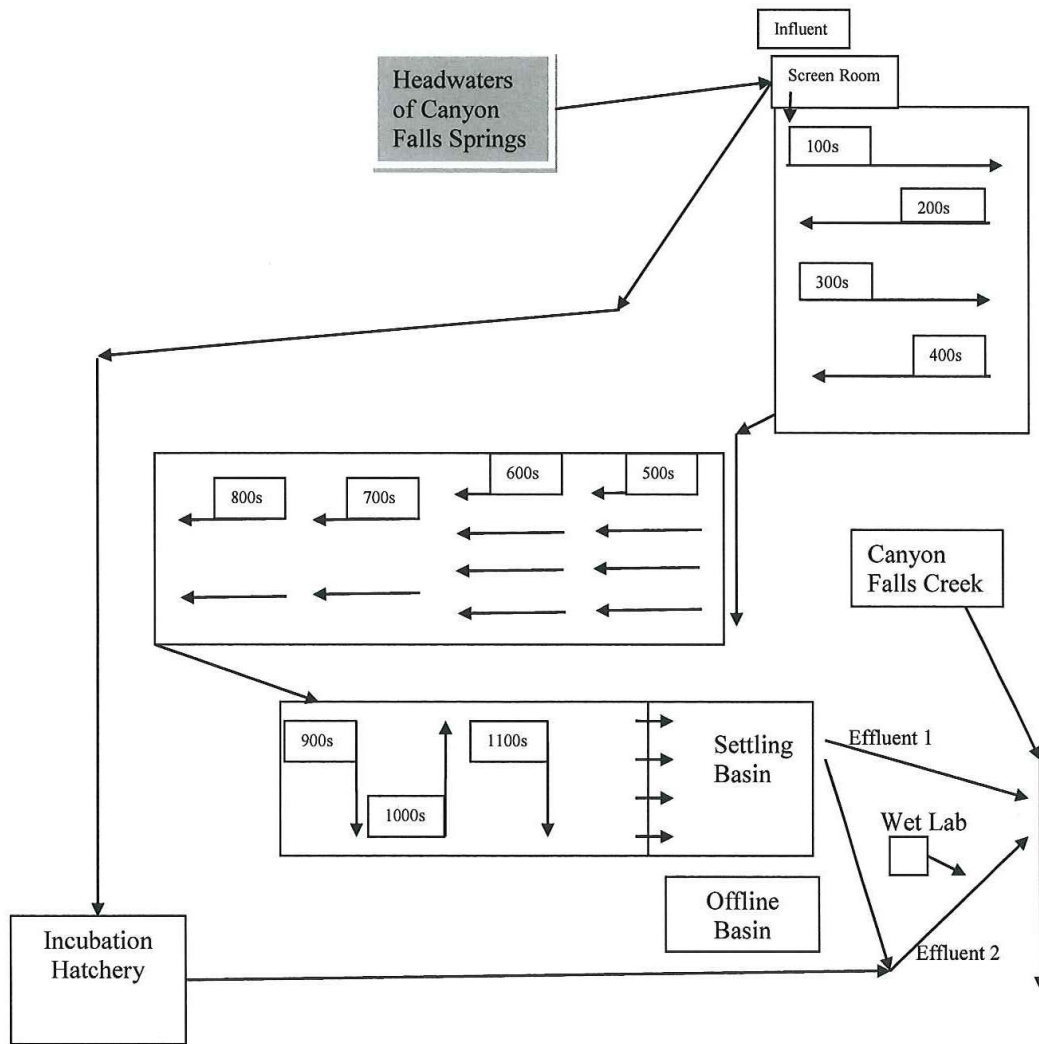 Influent
Headwaters
of Canyon
Falls Springs
Screen Room
100s
200s
300s
400s
800s
700s
600s
500s
Canyon
Falls Creek
900s
1000s
1100s
Settling
Basin
Effluent 1
Wet Lab
Offline
Basin
Effluent 2
Incubation
Hatchery